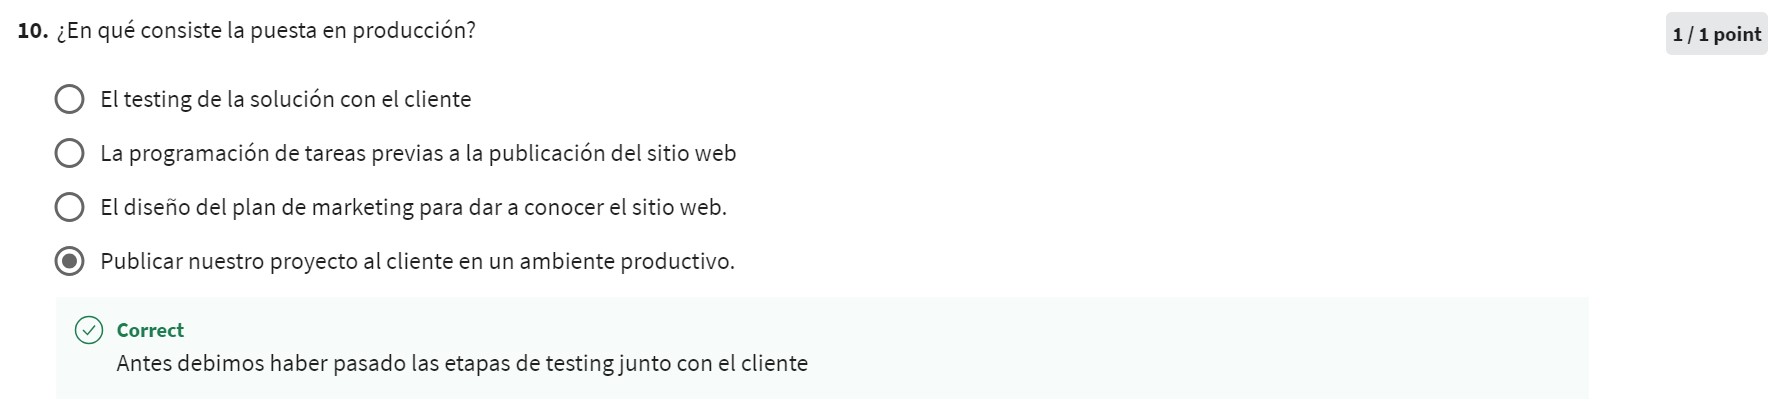 10. ¿En qué consiste la puesta en producción?
1 / 1 point
El testing de la solución con el cliente
La programación de tareas previas a la publicación del sitio web
El diseño del plan de marketing para dar a conocer el sitio web.
Publicar nuestro proyecto al cliente en un ambiente productivo.
Correct
Antes debimos haber pasado las etapas de testing junto con el cliente